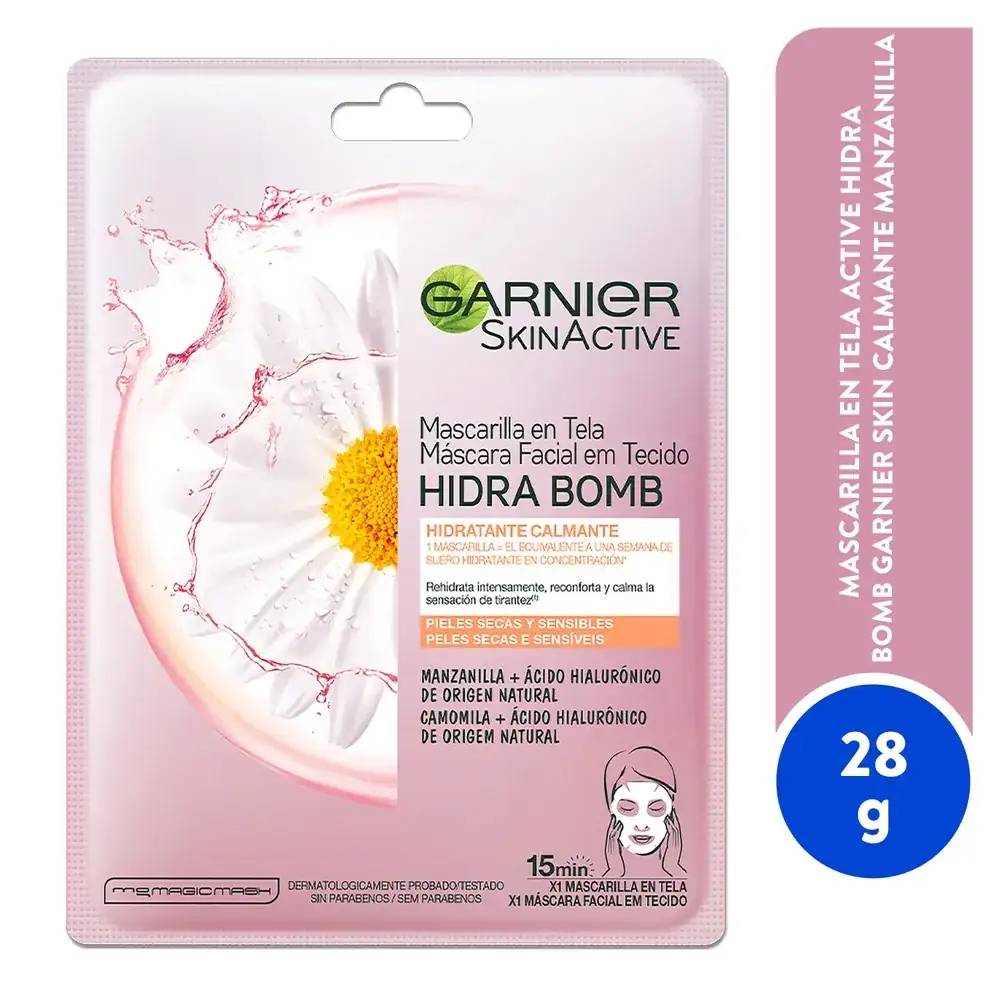 GARNIER
SKINACTIVE
Mascarilla en Tela
Máscara Facial em Tecido
HIDRA BOMB
HIDRATANTE CALMANTE
1 MASCARILLA = EL EQUIVALENTE A UNA SEMANA DE
SUERO HIDRATANTE EN CONCENTRACIÓN*
Rehidrata intensamente, reconforta y calma la
sensación de tirantez(1)
PIELES SECAS Y SENSIBLES
PELES SECAS E SENSÍVEIS
MANZANILLA + ÁCIDO HIALURÓNICO
DE ORIGEN NATURAL
CAMOMILA + ÁCIDO HIALURÔNICO
DE ORIGEM NATURAL
15min
X1 MASCARILLA EN TELA
X1 MÁSCARA FACIAL EM TECIDO
MAGIC MASK
DERMATOLOGICAMENTE PROBADO/TESTADO
SIN PARABENOS / SEM PARABENOS
MASCARILLA EN TELA ACTIVE HIDRA
BOMB GARNIER SKIN CALMANTE MANZANILLA
28
g